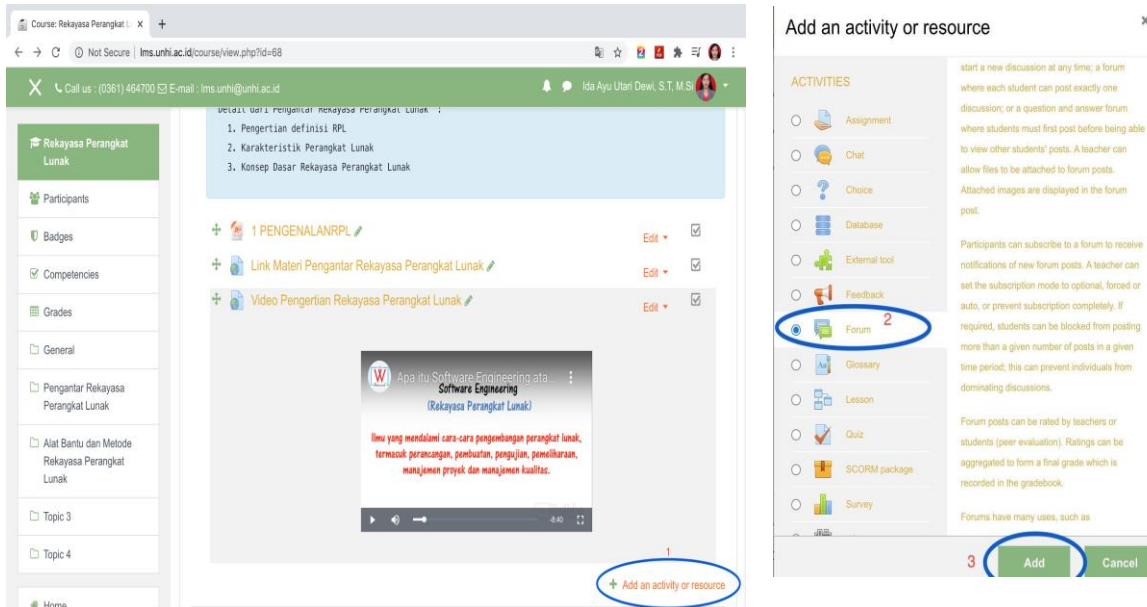 Course: Rekayasa Perangkat L
Not Secure | lms.unhi.ac.id/course/view.php?id=68
Call us : (0361) 464700 E-mail : lms.unhi@unhi.ac.id
Ida Ayu Utari Dewi, S.T, M.Si
Rekayasa Perangkat
Lunak
Participants
Badges
Competencies
Grades
General
Pengantar Rekayasa
Perangkat Lunak
Alat Bantu dan Metode
Rekayasa Perangkat
Lunak
Topic 3
Topic 4
Home
Detail dari Pengantar Rekayasa Perangkat Lunak :
1. Pengertian definisi RPL
2. Karakteristik Perangkat Lunak
3. Konsep Dasar Rekayasa Perangkat Lunak
1 PENGENALANRPL
Edit
Link Materi Pengantar Rekayasa Perangkat Lunak
Edit
Video Pengertian Rekayasa Perangkat Lunak
Edit
W Apa itu Software Engineering ata...
Software Engineering
(Rekayasa Perangkat Lunak)
Ilmu yang mendalami cara-cara pengembangan perangkat lunak,
termasuk perancangan, pembuatan, pengujian, pemeliharaan,
manajemen proyek dan manajemen kualitas.
-8:40
1
+ Add an activity or resource
Add an activity or resource
ACTIVITIES
Assignment
Chat
Choice
Database
External tool
Feedback
Forum 2
Glossary
Lesson
Quiz
SCORM package
Survey
start a new discussion at any time; a forum
where each student can post exactly one
discussion; or a question and answer forum
where students must first post before being able
to view other students' posts. A teacher can
allow files to be attached to forum posts.
Attached images are displayed in the forum
post.
Participants can subscribe to a forum to receive
notifications of new forum posts. A teacher can
set the subscription mode to optional, forced or
auto, or prevent subscription completely. If
required, students can be blocked from posting
more than a given number of posts in a given
time period; this can prevent individuals from
dominating discussions.
Forum posts can be rated by teachers or
students (peer evaluation). Ratings can be
aggregated to form a final grade which is
recorded in the gradebook.
Forums have many uses, such as
3 Add Cancel